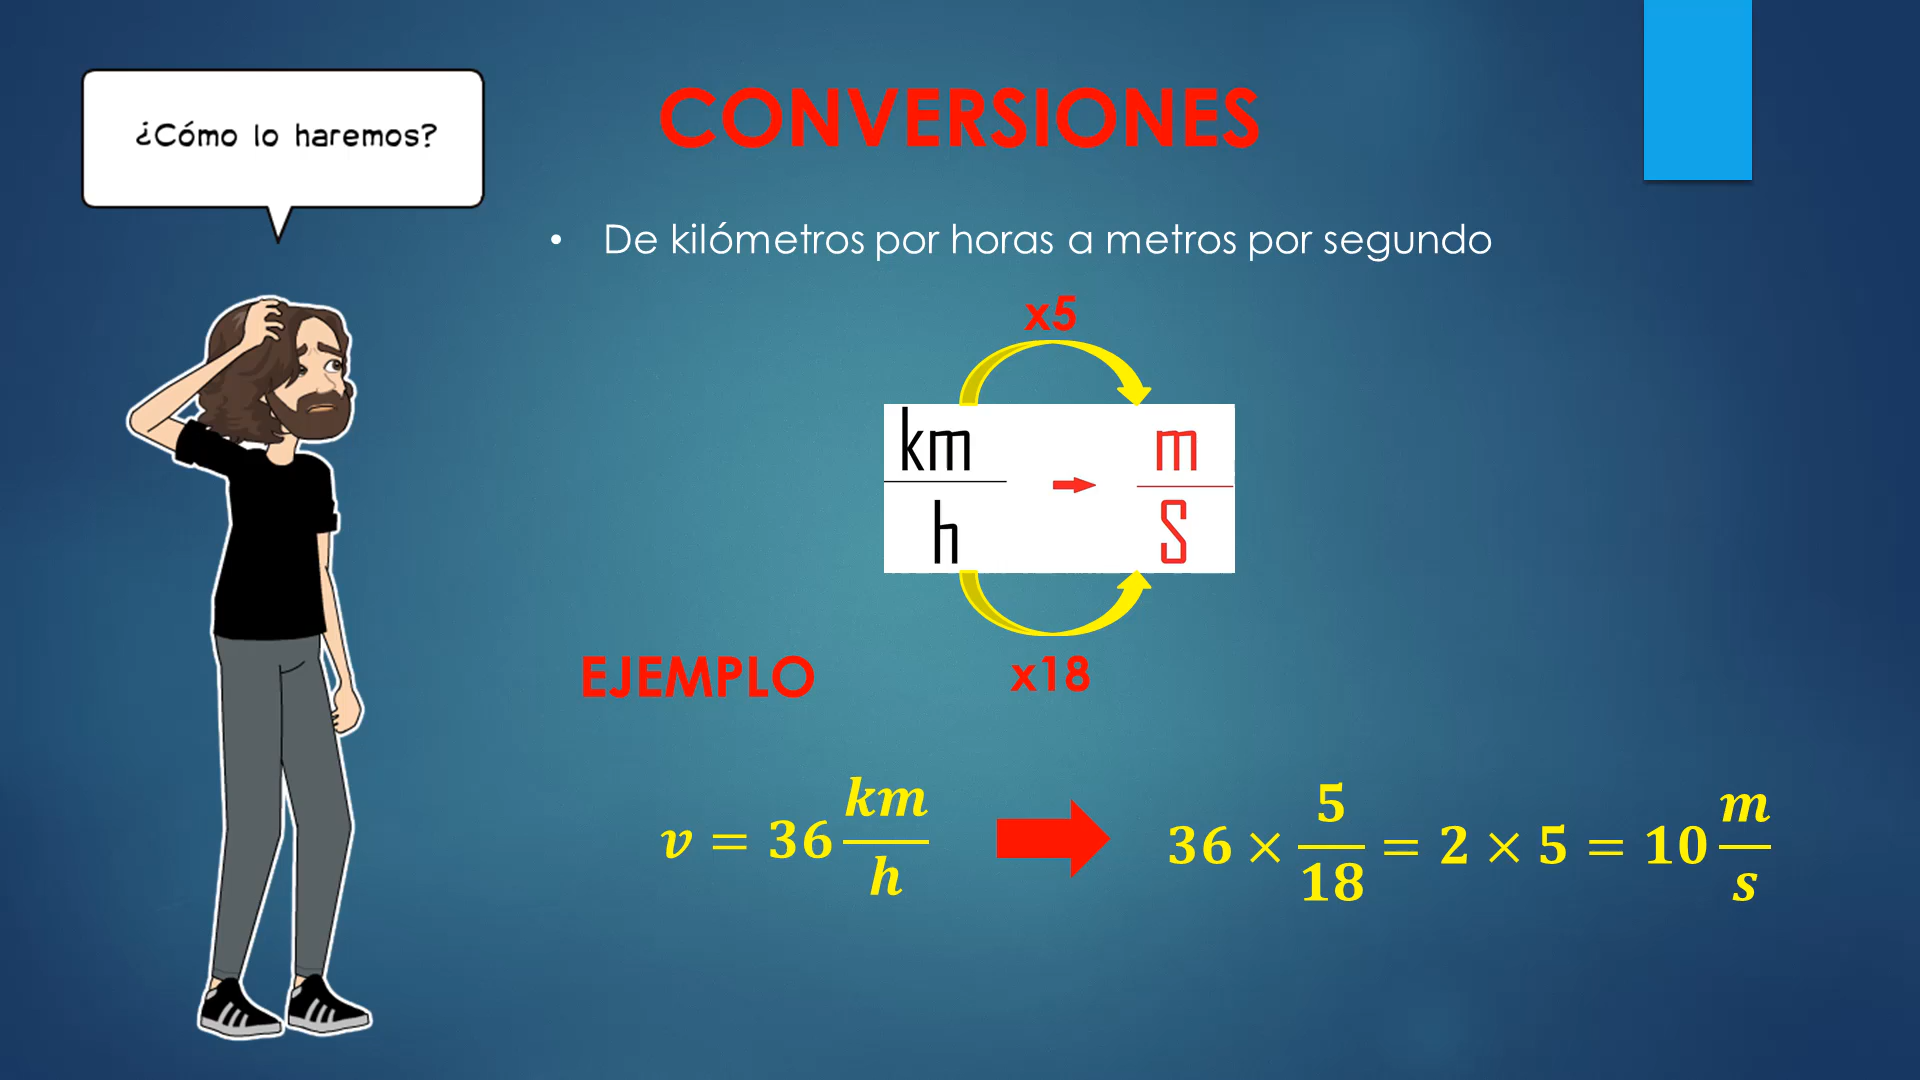 ¿Cómo lo haremos?
CONVERSIONES
• De kilómetros por horas a metros por segundo
x5
km m
h S
x18
EJEMPLO
v = 36 km/h
36 × 5/18 = 2 × 5 = 10 m/s